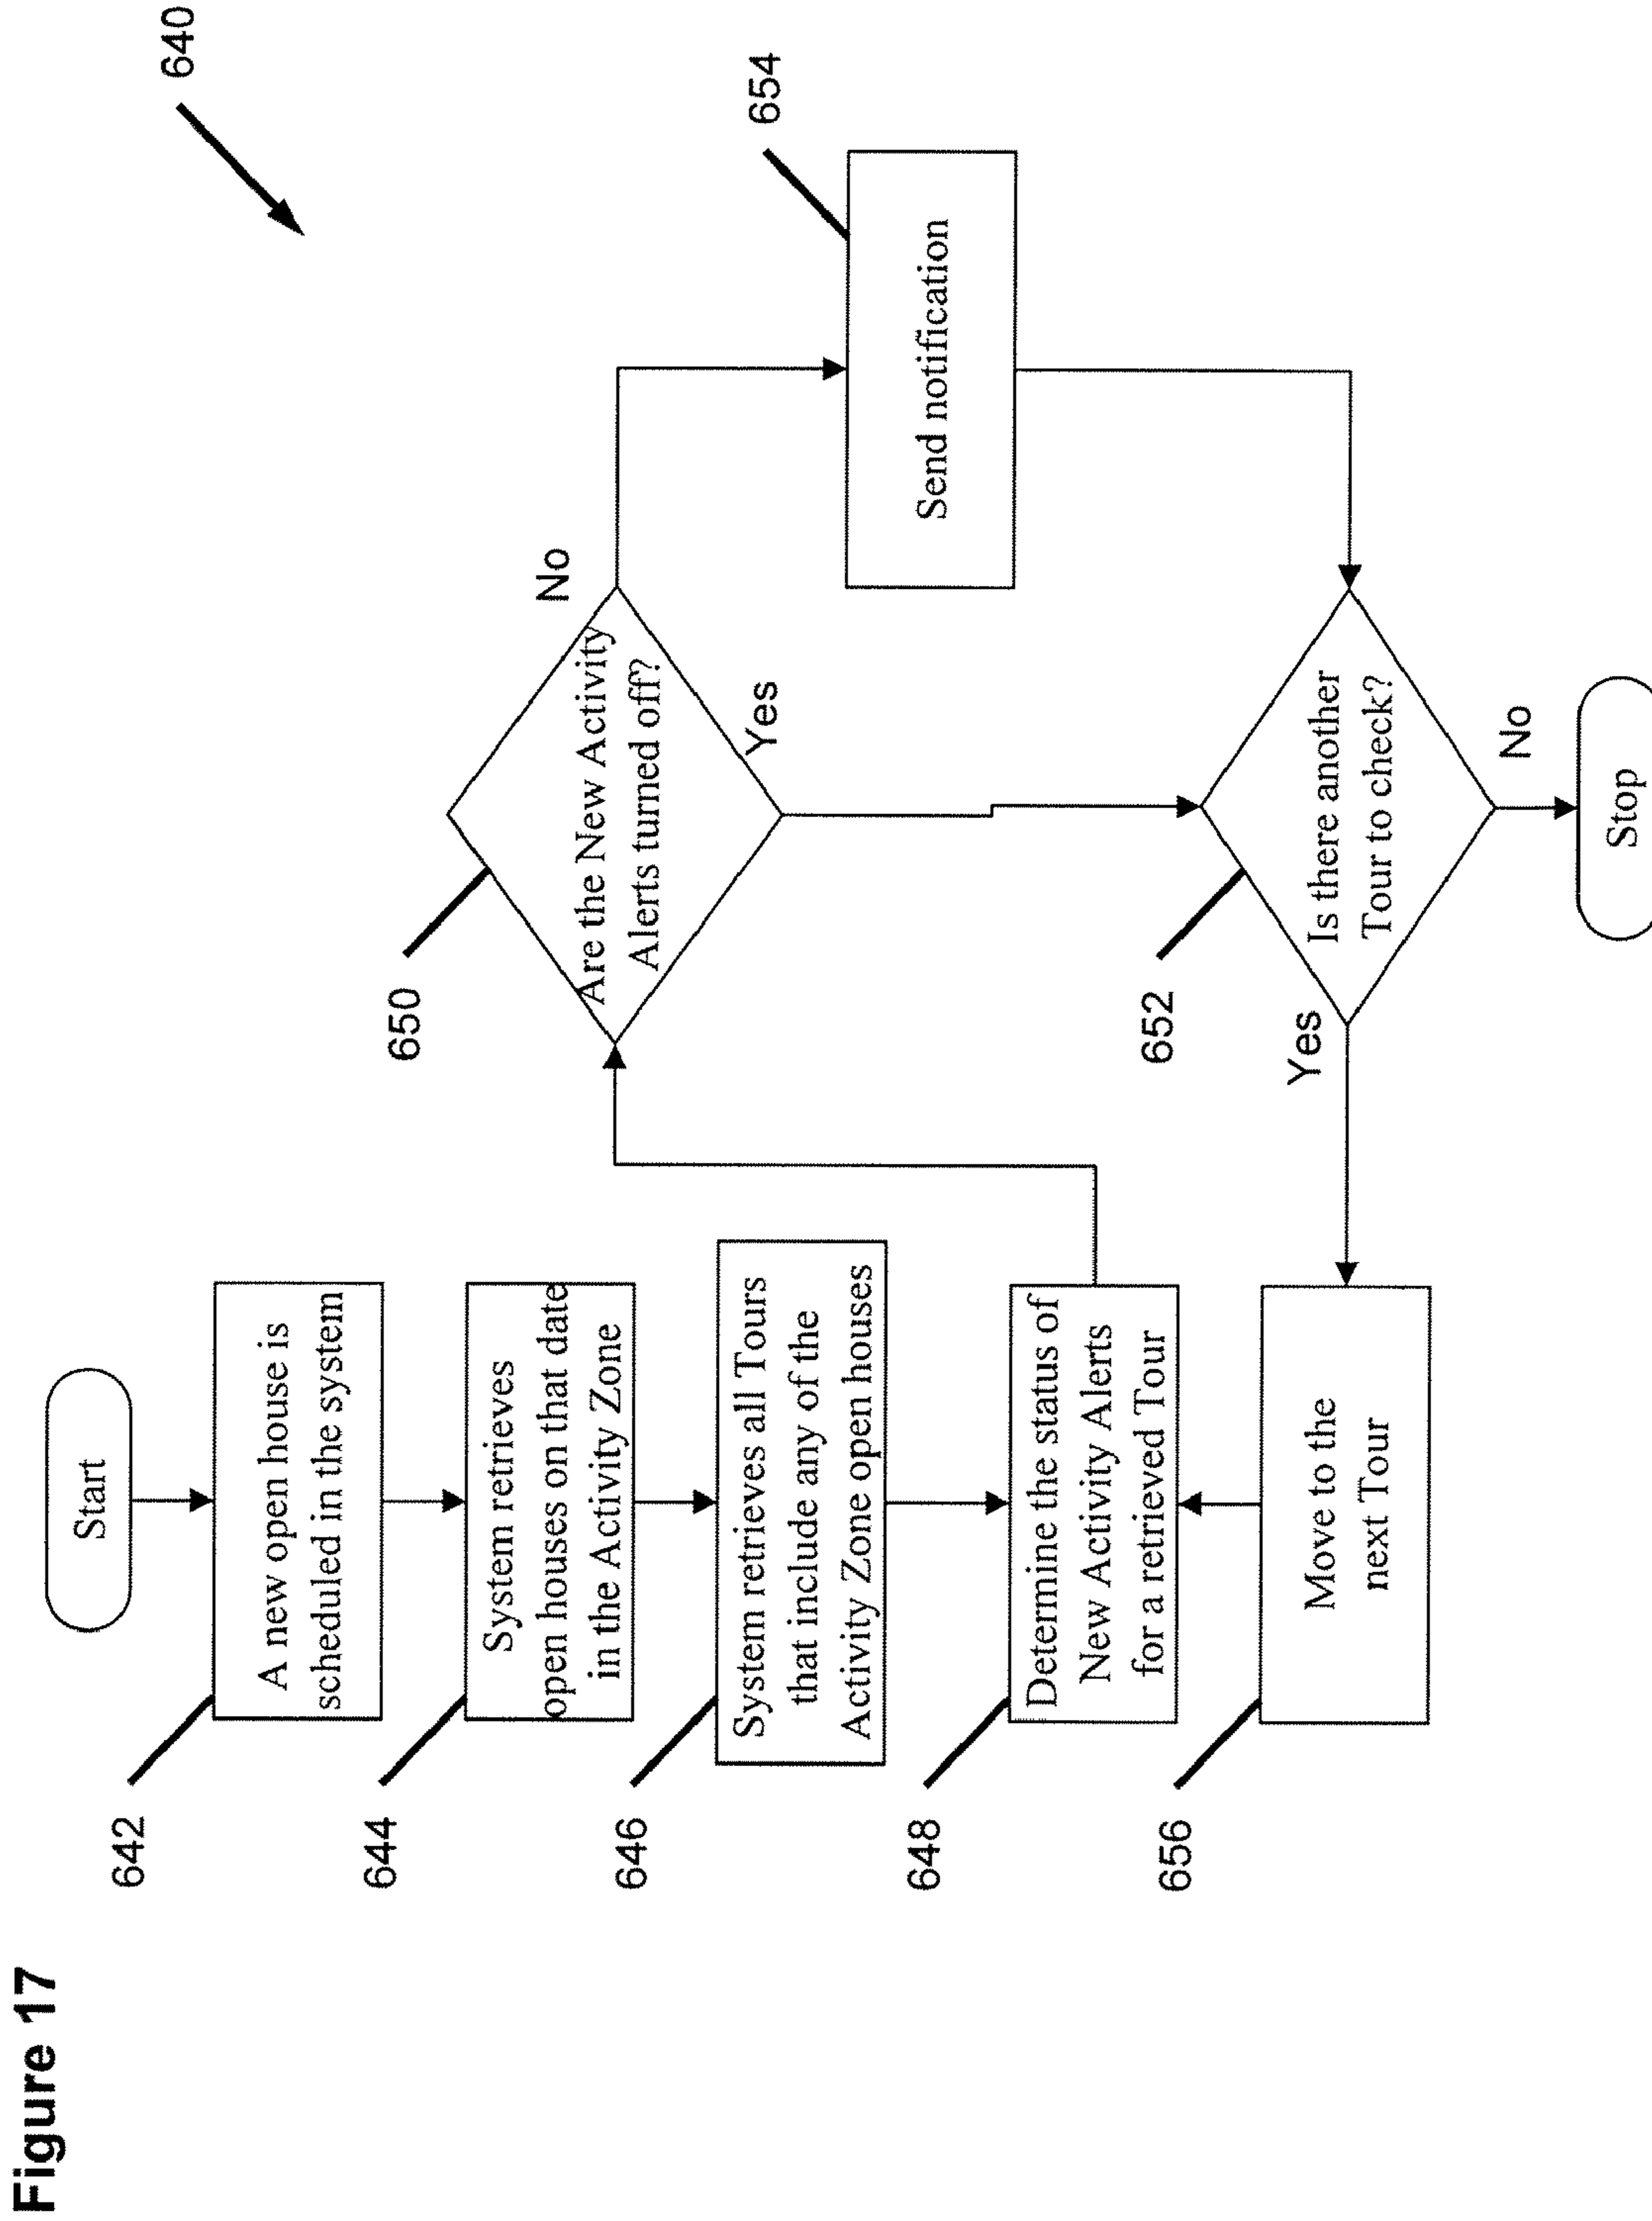 Figure 17
640
Start
642
A new open house is
scheduled in the system
644
System retrieves
open houses on that date
in the Activity Zone
646
System retrieves all Tours
that include any of the
Activity Zone open houses
648
Determine the status of
New Activity Alerts
for a retrieved Tour
656
Move to the
next Tour
650
Are the New Activity
Alerts turned off?
No
Yes
654
Send notification
652
Is there another
Tour to check?
Yes
No
Stop